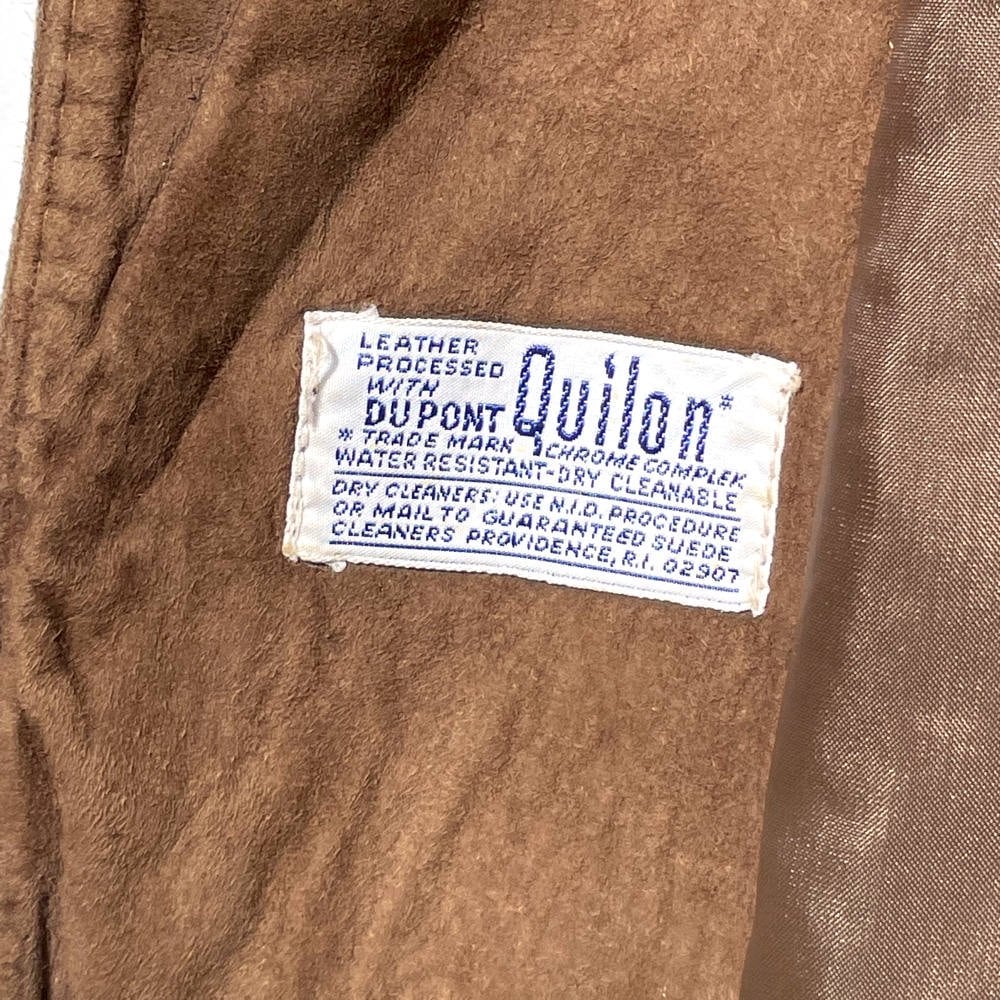 LEATHER
PROCESSED
WITH
DU PONT Quilon*
* TRADE MARK CHROME COMPLEX
WATER RESISTANT-DRY CLEANABLE
DRY CLEANERS: USE N.I.D. PROCEDURE
OR MAIL TO GUARANTEED SUEDE
CLEANERS PROVIDENCE, R.I. 02907